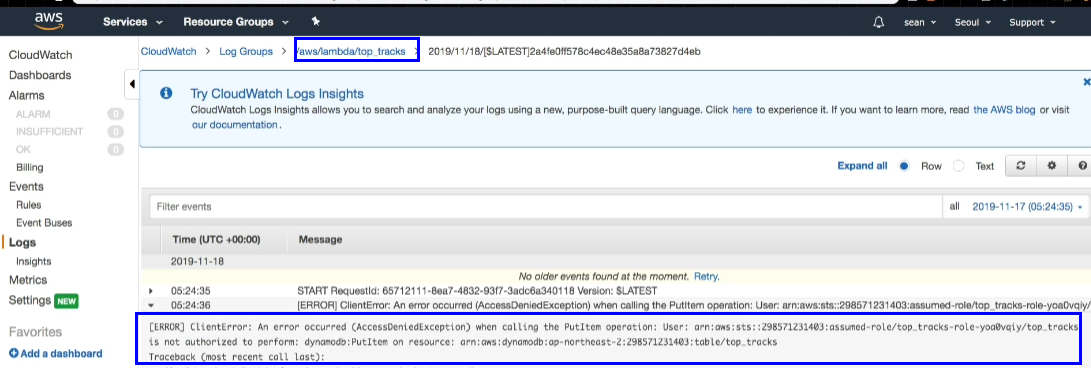 aws
Services
Resource Groups
sean
Seoul
Support
CloudWatch
Dashboards
Alarms
ALARM 0
INSUFFICIENT 0
OK 0
Billing
Events
Rules
Event Buses
Logs
Insights
Metrics
Settings NEW
Favorites
Add a dashboard
CloudWatch > Log Groups > /aws/lambda/top_tracks > 2019/11/18/[$LATEST]2a4fe0ff578c4ec48e35a8a73827d4eb
Try CloudWatch Logs Insights
CloudWatch Logs Insights allows you to search and analyze your logs using a new, purpose-built query language. Click here to experience it. If you want to learn more, read the AWS blog or visit
our documentation.
Expand all Row Text
Filter events
all 2019-11-17 (05:24:35)
Time (UTC +00:00) Message
2019-11-18
No older events found at the moment. Retry.
05:24:35 START RequestId: 65712111-8ea7-4832-93f7-3adc6a340118 Version: $LATEST
05:24:36 [ERROR] ClientError: An error occurred (AccessDeniedException) when calling the PutItem operation: User: arn:aws:sts::298571231403:assumed-role/top_tracks-role-yoa0vqiy/
[ERROR] ClientError: An error occurred (AccessDeniedException) when calling the PutItem operation: User: arn:aws:sts::298571231403:assumed-role/top_tracks-role-yoa0vqiy/top_tracks
is not authorized to perform: dynamodb:PutItem on resource: arn:aws:dynamodb:ap-northeast-2:298571231403:table/top_tracks
Traceback (most recent call last):